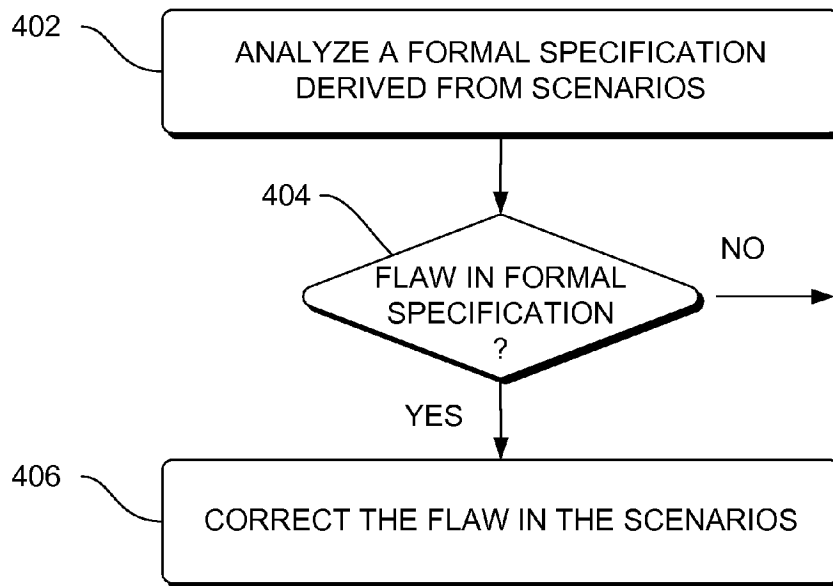 402
ANALYZE A FORMAL SPECIFICATION
DERIVED FROM SCENARIOS
404
FLAW IN FORMAL
SPECIFICATION
?
NO
YES
406
CORRECT THE FLAW IN THE SCENARIOS